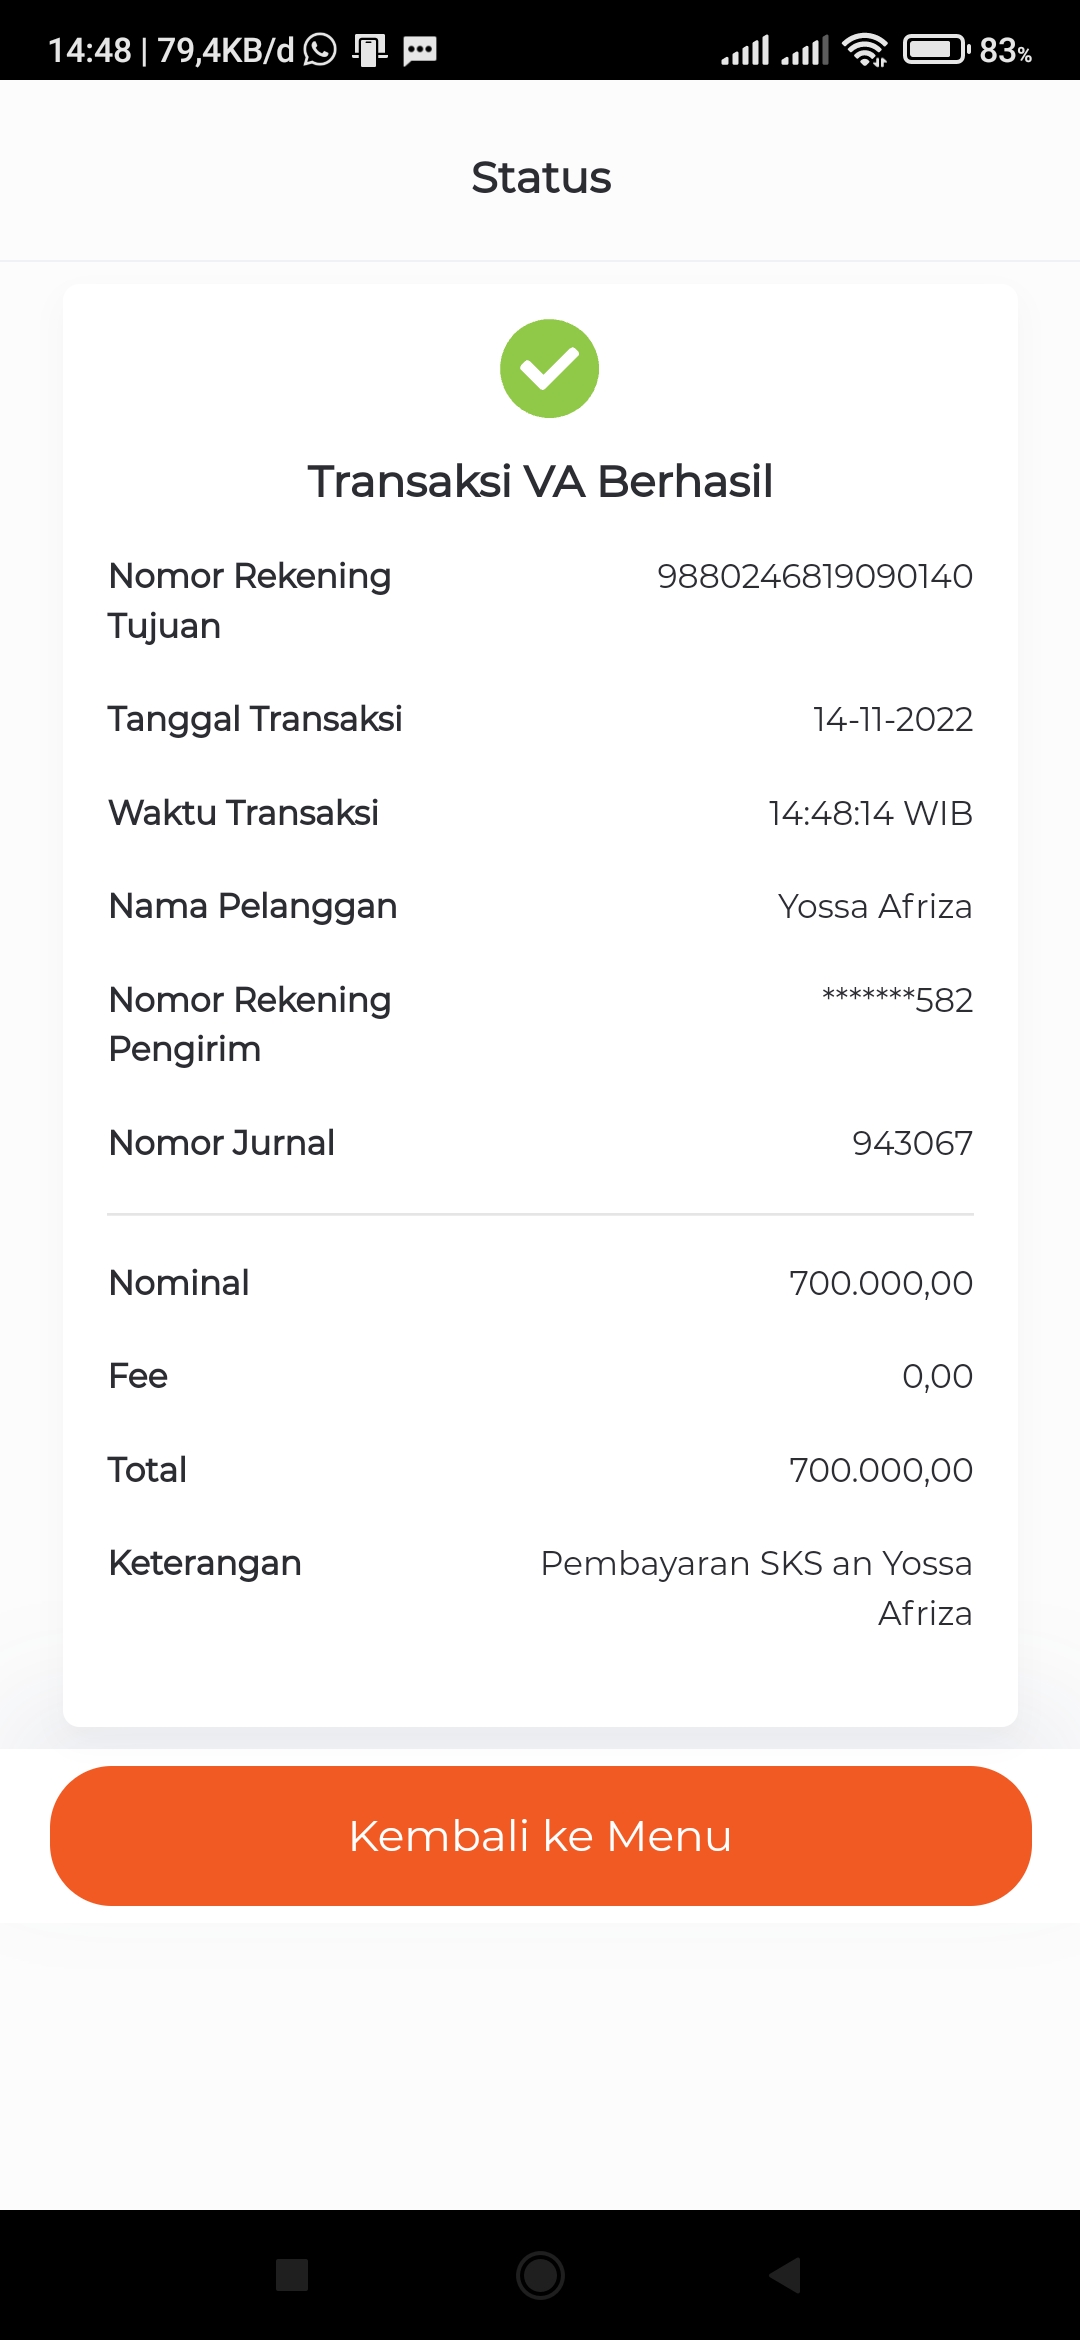 14:48 | 79,4KB/d
83%
Status
Transaksi VA Berhasil
Nomor Rekening 9880246819090140
Tujuan
Tanggal Transaksi 14-11-2022
Waktu Transaksi 14:48:14 WIB
Nama Pelanggan Yossa Afriza
Nomor Rekening *******582
Pengirim
Nomor Jurnal 943067
Nominal 700.000,00
Fee 0,00
Total 700.000,00
Keterangan Pembayaran SKS an Yossa
Afriza
Kembali ke Menu